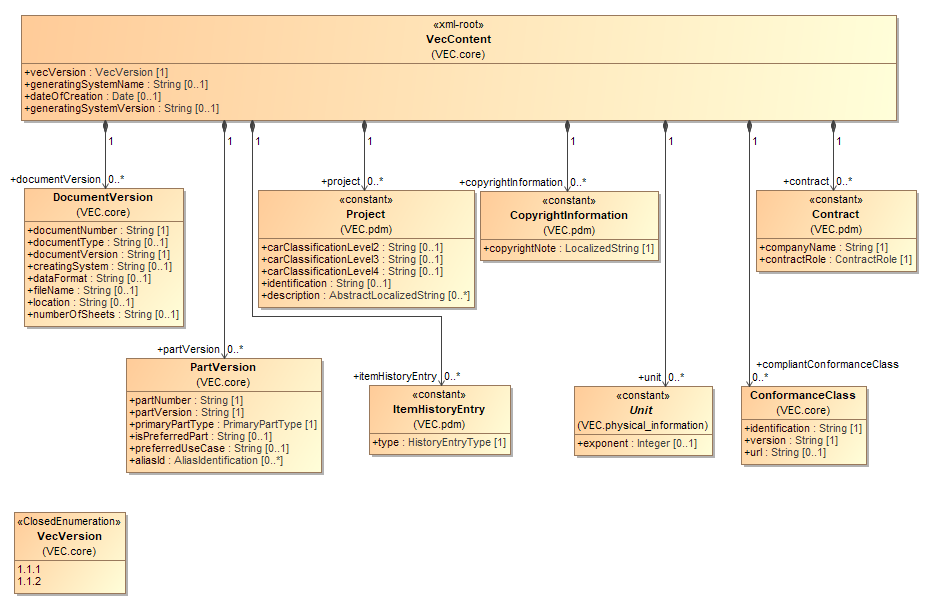 «xml-root»
VecContent
(VEC.core)
+vecVersion : VecVersion [1]
+generatingSystemName : String [0..1]
+dateOfCreation : Date [0..1]
+generatingSystemVersion : String [0..1]
1
1
1
1
1
1
1
1
+documentVersion 0..*
DocumentVersion
(VEC.core)
+documentNumber : String [1]
+documentType : String [0..1]
+documentVersion : String [1]
+creatingSystem : String [0..1]
+dataFormat : String [0..1]
+fileName : String [0..1]
+location : String [0..1]
+numberOfSheets : String [0..1]
+project 0..*
«constant»
Project
(VEC.pdm)
+carClassificationLevel2 : String [0..1]
+carClassificationLevel3 : String [0..1]
+carClassificationLevel4 : String [0..1]
+identification : String [0..1]
+description : AbstractLocalizedString [0..*]
+copyrightInformation 0..*
«constant»
CopyrightInformation
(VEC.pdm)
+copyrightNote : LocalizedString [1]
+contract 0..*
«constant»
Contract
(VEC.pdm)
+companyName : String [1]
+contractRole : ContractRole [1]
+partVersion 0..*
PartVersion
(VEC.core)
+partNumber : String [1]
+partVersion : String [1]
+primaryPartType : PrimaryPartType [1]
+isPreferredPart : String [0..1]
+preferredUseCase : String [0..1]
+aliasId : AliasIdentification [0..*]
+itemHistoryEntry 0..*
«constant»
ItemHistoryEntry
(VEC.pdm)
+type : HistoryEntryType [1]
+unit 0..*
«constant»
Unit
(VEC.physical_information)
+exponent : Integer [0..1]
+compliantConformanceClass
0..*
ConformanceClass
(VEC.core)
+identification : String [1]
+version : String [1]
+url : String [0..1]
«ClosedEnumeration»
VecVersion
(VEC.core)
1.1.1
1.1.2